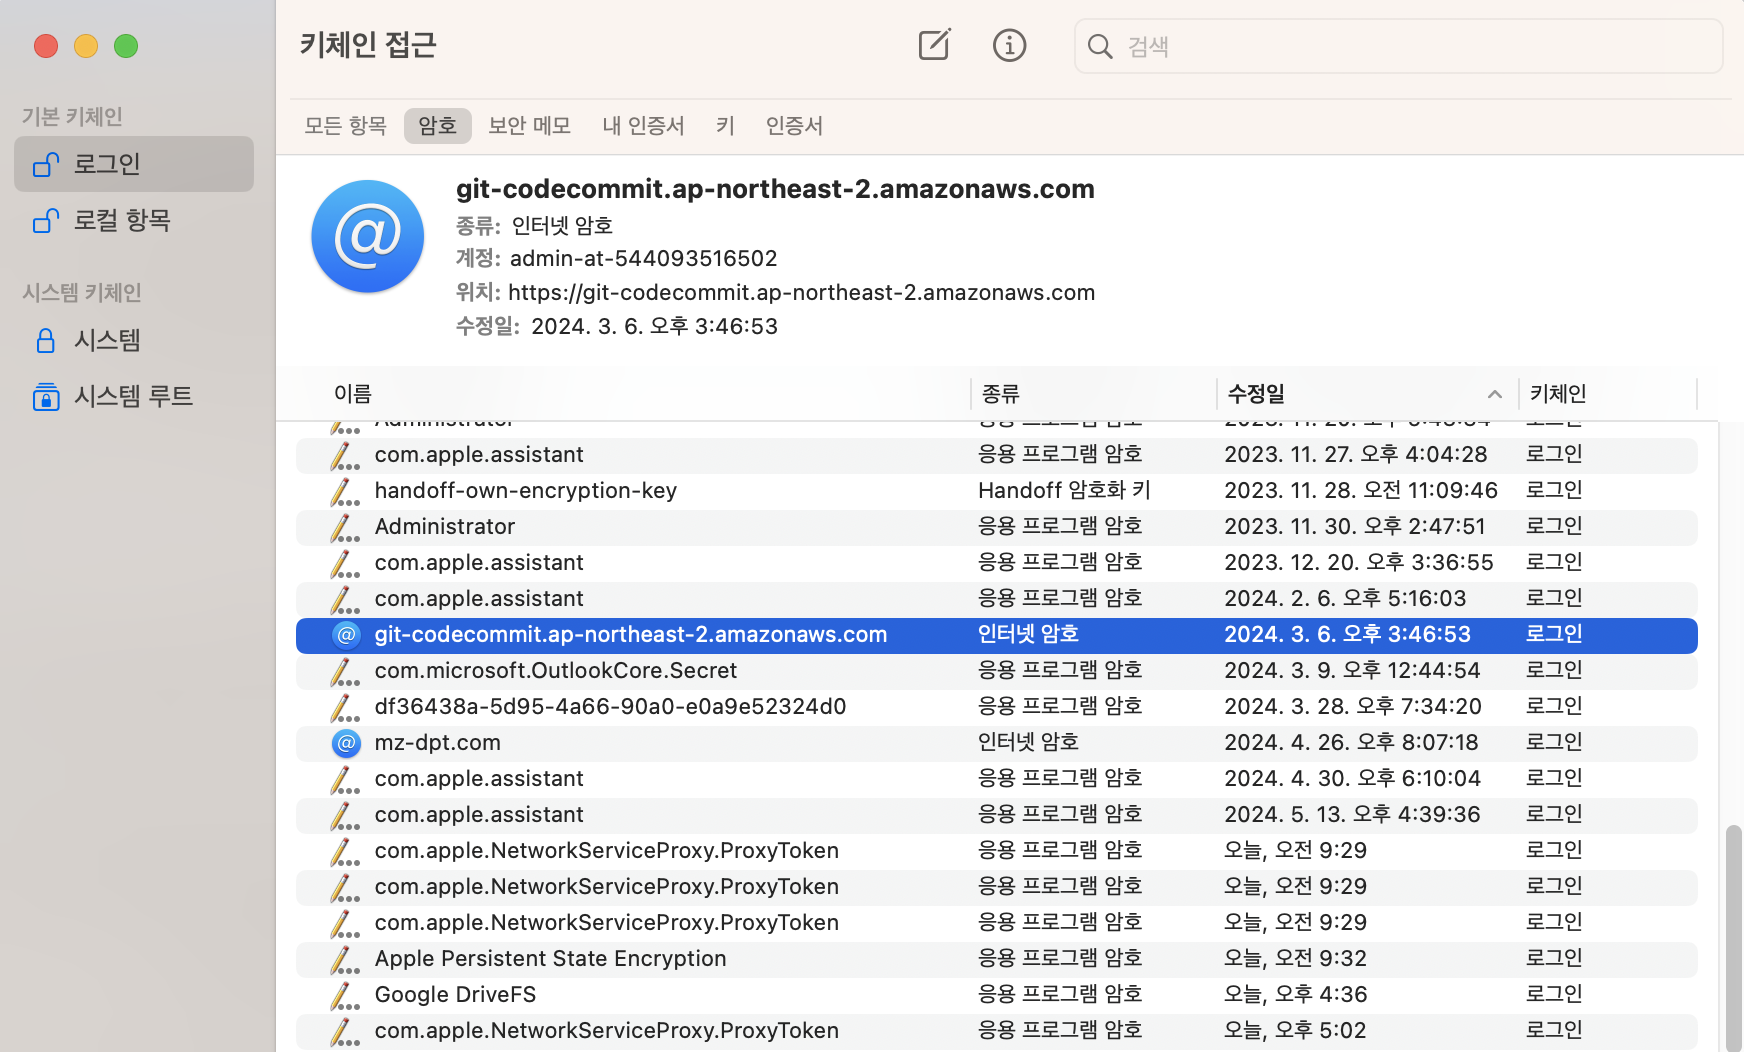 키체인 접근
검색
기본 키체인
로그인
로컬 항목
시스템 키체인
시스템
시스템 루트
모든 항목 암호 보안 메모 내 인증서 키 인증서
@
git-codecommit.ap-northeast-2.amazonaws.com
종류: 인터넷 암호
계정: admin-at-544093516502
위치: https://git-codecommit.ap-northeast-2.amazonaws.com
수정일: 2024. 3. 6. 오후 3:46:53
이름 종류 수정일 키체인
Administrator 응용 프로그램 암호 로그인
com.apple.assistant 응용 프로그램 암호 2023. 11. 27. 오후 4:04:28 로그인
handoff-own-encryption-key Handoff 암호화 키 2023. 11. 28. 오전 11:09:46 로그인
Administrator 응용 프로그램 암호 2023. 11. 30. 오후 2:47:51 로그인
com.apple.assistant 응용 프로그램 암호 2023. 12. 20. 오후 3:36:55 로그인
com.apple.assistant 응용 프로그램 암호 2024. 2. 6. 오후 5:16:03 로그인
@ git-codecommit.ap-northeast-2.amazonaws.com 인터넷 암호 2024. 3. 6. 오후 3:46:53 로그인
com.microsoft.OutlookCore.Secret 응용 프로그램 암호 2024. 3. 9. 오후 12:44:54 로그인
df36438a-5d95-4a66-90a0-e0a9e52324d0 응용 프로그램 암호 2024. 3. 28. 오후 7:34:20 로그인
@ mz-dpt.com 인터넷 암호 2024. 4. 26. 오후 8:07:18 로그인
com.apple.assistant 응용 프로그램 암호 2024. 4. 30. 오후 6:10:04 로그인
com.apple.assistant 응용 프로그램 암호 2024. 5. 13. 오후 4:39:36 로그인
com.apple.NetworkServiceProxy.ProxyToken 응용 프로그램 암호 오늘, 오전 9:29 로그인
com.apple.NetworkServiceProxy.ProxyToken 응용 프로그램 암호 오늘, 오전 9:29 로그인
com.apple.NetworkServiceProxy.ProxyToken 응용 프로그램 암호 오늘, 오전 9:29 로그인
Apple Persistent State Encryption 응용 프로그램 암호 오늘, 오전 9:32 로그인
Google DriveFS 응용 프로그램 암호 오늘, 오후 4:36 로그인
com.apple.NetworkServiceProxy.ProxyToken 응용 프로그램 암호 오늘, 오후 5:02 로그인